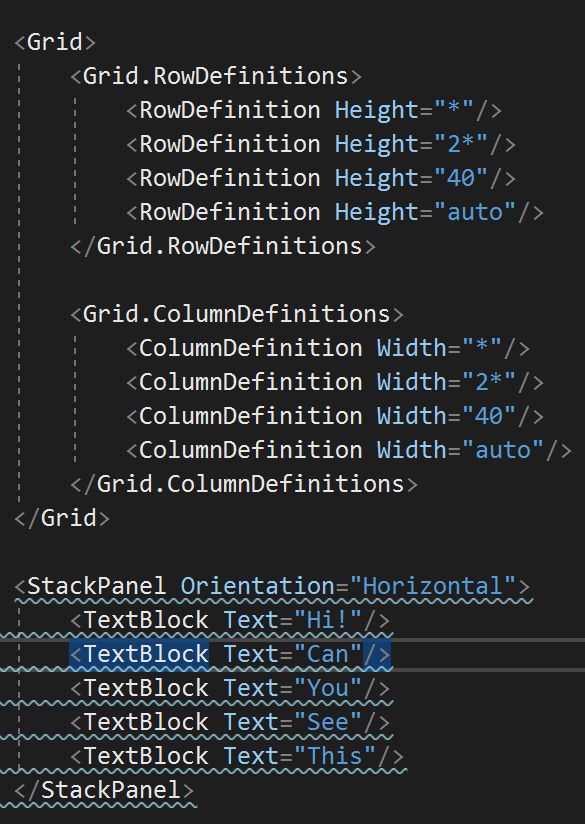 <Grid>
    <Grid.RowDefinitions>
        <RowDefinition Height="*"/>
        <RowDefinition Height="2*"/>
        <RowDefinition Height="40"/>
        <RowDefinition Height="auto"/>
    </Grid.RowDefinitions>

    <Grid.ColumnDefinitions>
        <ColumnDefinition Width="*"/>
        <ColumnDefinition Width="2*"/>
        <ColumnDefinition Width="40"/>
        <ColumnDefinition Width="auto"/>
    </Grid.ColumnDefinitions>
</Grid>

<StackPanel Orientation="Horizontal">
    <TextBlock Text="Hi!"/>
    <TextBlock Text="Can"/>
    <TextBlock Text="You"/>
    <TextBlock Text="See"/>
    <TextBlock Text="This"/>
</StackPanel>